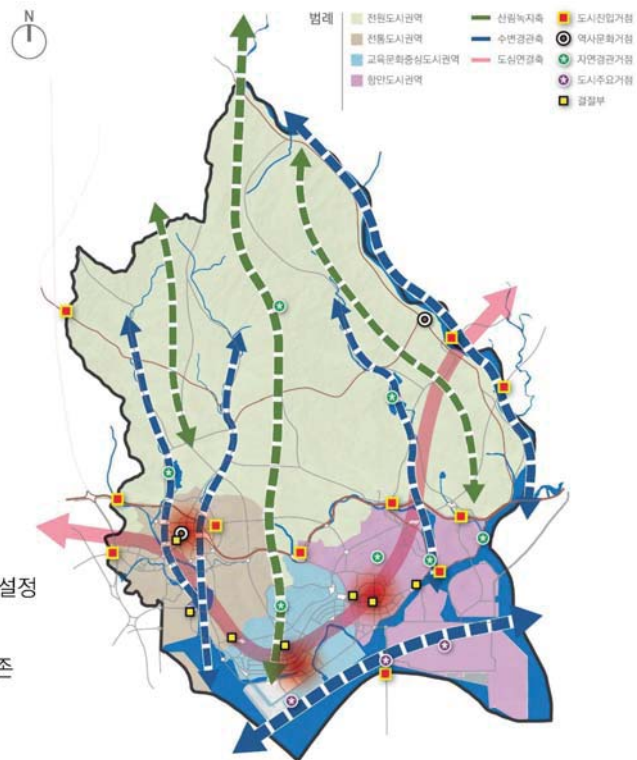 N
범례
전원도시권역
전통도시권역
교육문화중심도시권역
항만도시권역
산림녹지축
수변경관축
도심연결축
도시진입거점
역사문화거점
자연경관거점
도시주요거점
결절부
설정
존